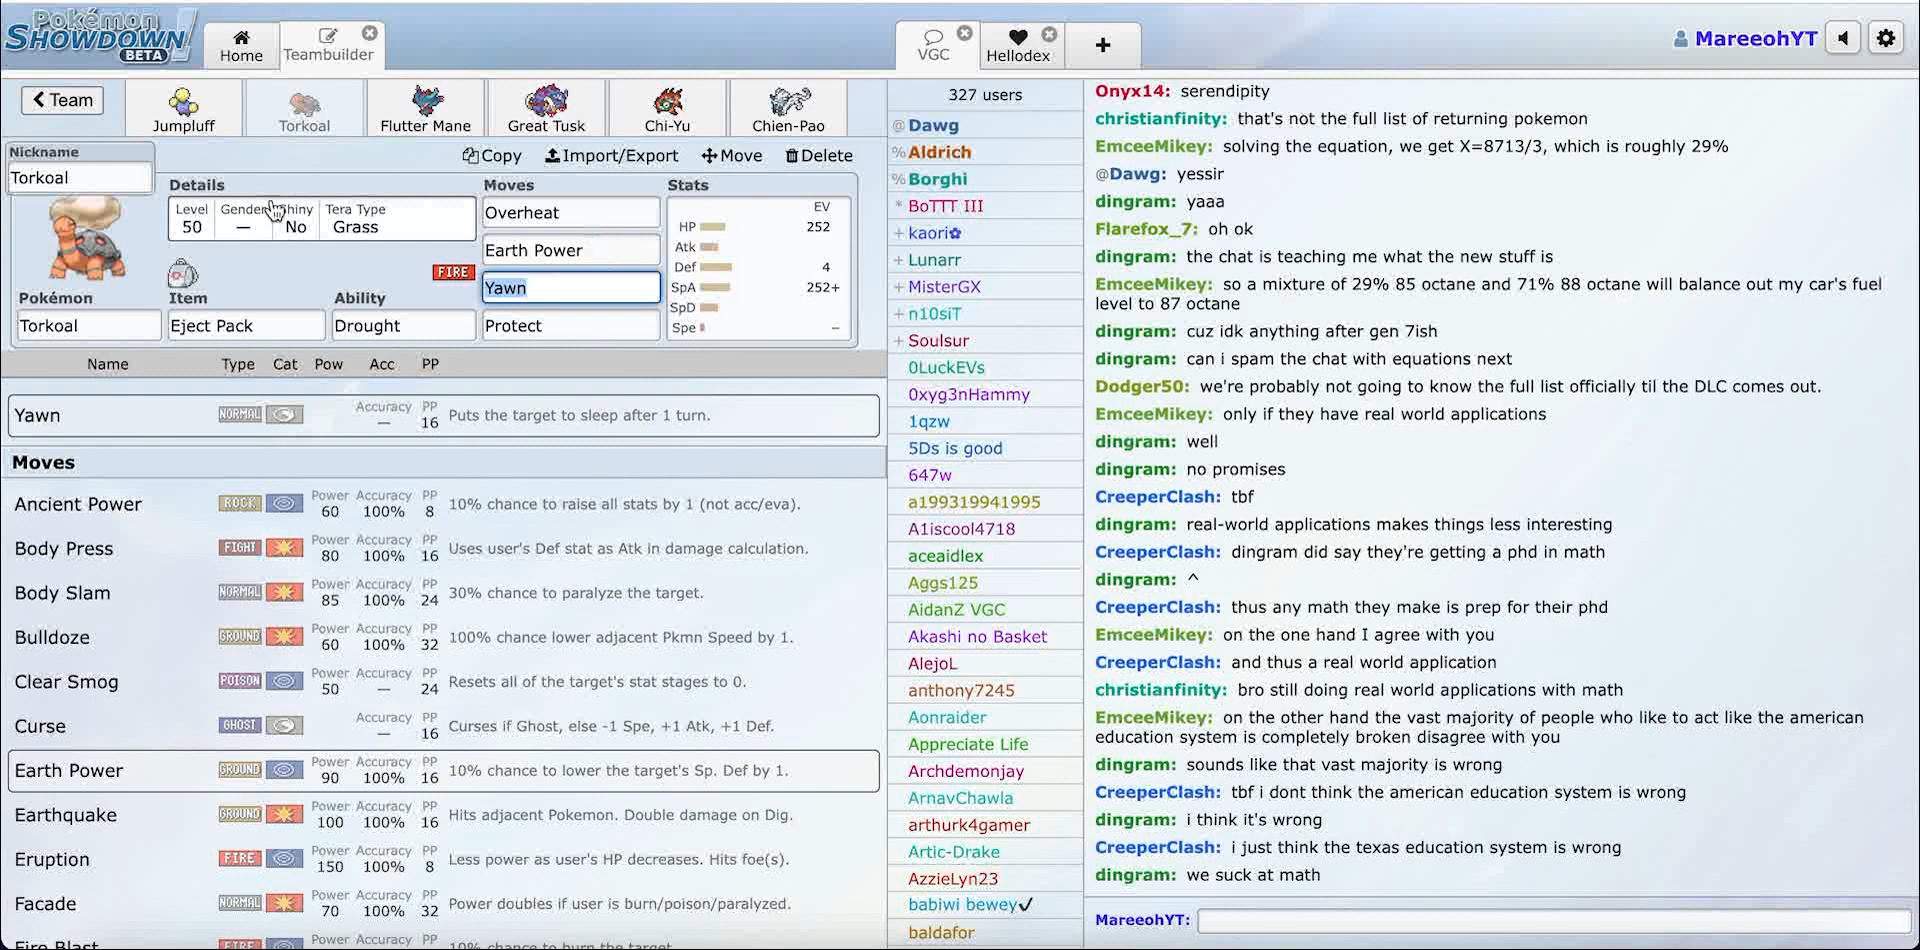 Pokémon
SHOWDOWN!
BETA
Home
Teambuilder
VGC
Hellodex
+
MareeohYT
Team
Jumpluff
Torkoal
Flutter Mane
Great Tusk
Chi-Yu
Chien-Pao
Nickname
Torkoal
Copy
Import/Export
Move
Delete
Details
Level
50
Gender
—
Shiny
No
Tera Type
Grass
FIRE
Pokémon
Torkoal
Item
Eject Pack
Ability
Drought
Moves
Overheat
Earth Power
Yawn
Protect
Stats
EV
HP 252
Atk
Def 4
SpA 252+
SpD
Spe –
Name Type Cat Pow Acc PP
Yawn NORMAL Accuracy — PP 16 Puts the target to sleep after 1 turn.
Moves
Ancient Power ROCK Power 60 Accuracy 100% PP 8 10% chance to raise all stats by 1 (not acc/eva).
Body Press FIGHT Power 80 Accuracy 100% PP 16 Uses user's Def stat as Atk in damage calculation.
Body Slam NORMAL Power 85 Accuracy 100% PP 24 30% chance to paralyze the target.
Bulldoze GROUND Power 60 Accuracy 100% PP 32 100% chance lower adjacent Pkmn Speed by 1.
Clear Smog POISON Power 50 Accuracy — PP 24 Resets all of the target's stat stages to 0.
Curse GHOST Accuracy — PP 16 Curses if Ghost, else -1 Spe, +1 Atk, +1 Def.
Earth Power GROUND Power 90 Accuracy 100% PP 16 10% chance to lower the target's Sp. Def by 1.
Earthquake GROUND Power 100 Accuracy 100% PP 16 Hits adjacent Pokemon. Double damage on Dig.
Eruption FIRE Power 150 Accuracy 100% PP 8 Less power as user's HP decreases. Hits foe(s).
Facade NORMAL Power 70 Accuracy 100% PP 32 Power doubles if user is burn/poison/paralyzed.
Fire Blast FIRE Power Accuracy PP 10% chance to burn the target.
327 users
@ Dawg
% Aldrich
% Borghi
* BoTTT III
+ kaori✿
+ Lunarr
+ MisterGX
+ n10siT
+ Soulsur
0LuckEVs
0xyg3nHammy
1qzw
5Ds is good
647w
a199319941995
A1iscool4718
aceaidlex
Aggs125
AidanZ VGC
Akashi no Basket
AlejoL
anthony7245
Aonraider
Appreciate Life
Archdemonjay
ArnavChawla
arthurk4gamer
Artic-Drake
AzzieLyn23
babiwi bewey✓
baldafor
Onyx14: serendipity
christianfinity: that's not the full list of returning pokemon
EmceeMikey: solving the equation, we get X=8713/3, which is roughly 29%
@Dawg: yessir
dingram: yaaa
Flarefox_7: oh ok
dingram: the chat is teaching me what the new stuff is
EmceeMikey: so a mixture of 29% 85 octane and 71% 88 octane will balance out my car's fuel
level to 87 octane
dingram: cuz idk anything after gen 7ish
dingram: can i spam the chat with equations next
Dodger50: we're probably not going to know the full list officially til the DLC comes out.
EmceeMikey: only if they have real world applications
dingram: well
dingram: no promises
CreeperClash: tbf
dingram: real-world applications makes things less interesting
CreeperClash: dingram did say they're getting a phd in math
dingram: ^
CreeperClash: thus any math they make is prep for their phd
EmceeMikey: on the one hand I agree with you
CreeperClash: and thus a real world application
christianfinity: bro still doing real world applications with math
EmceeMikey: on the other hand the vast majority of people who like to act like the american
education system is completely broken disagree with you
dingram: sounds like that vast majority is wrong
CreeperClash: tbf i dont think the american education system is wrong
dingram: i think it's wrong
CreeperClash: i just think the texas education system is wrong
dingram: we suck at math
MareeohYT: